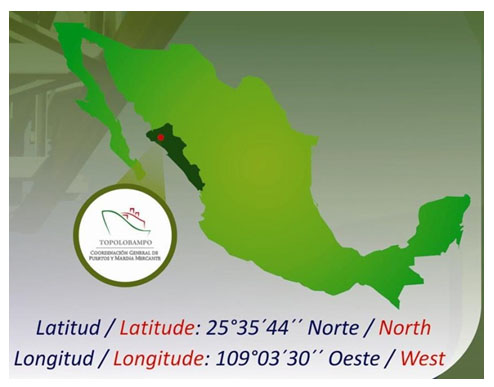 TOPOLOBAMPO
COORDINACIÓN GENERAL DE
PUERTOS Y MARINA MERCANTE
Latitud / Latitude: 25°35´44´´ Norte / North
Longitud / Longitude: 109°03´30´´ Oeste / West